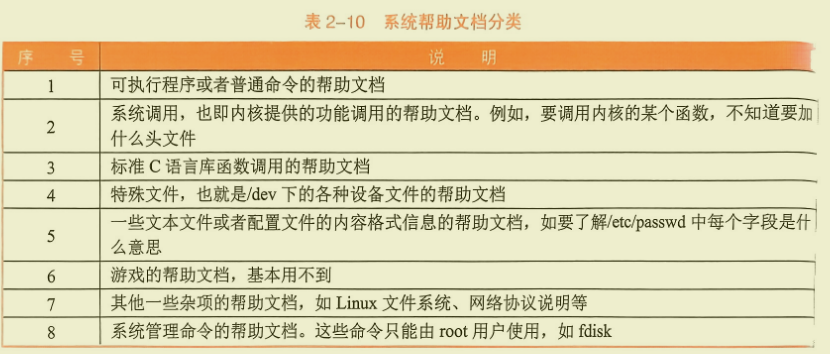 表 2-10 系统帮助文档分类
序 号 说 明
1 可执行程序或者普通命令的帮助文档
2 系统调用，也即内核提供的功能调用的帮助文档。例如，要调用内核的某个函数，不知道要加
什么头文件
3 标准 C 语言库函数调用的帮助文档
4 特殊文件，也就是/dev 下的各种设备文件的帮助文档
5 一些文本文件或者配置文件的内容格式信息的帮助文档，如要了解/etc/passwd 中每个字段是什
么意思
6 游戏的帮助文档，基本用不到
7 其他一些杂项的帮助文档，如 Linux 文件系统、网络协议说明等
8 系统管理命令的帮助文档。这些命令只能由 root 用户使用，如 fdisk